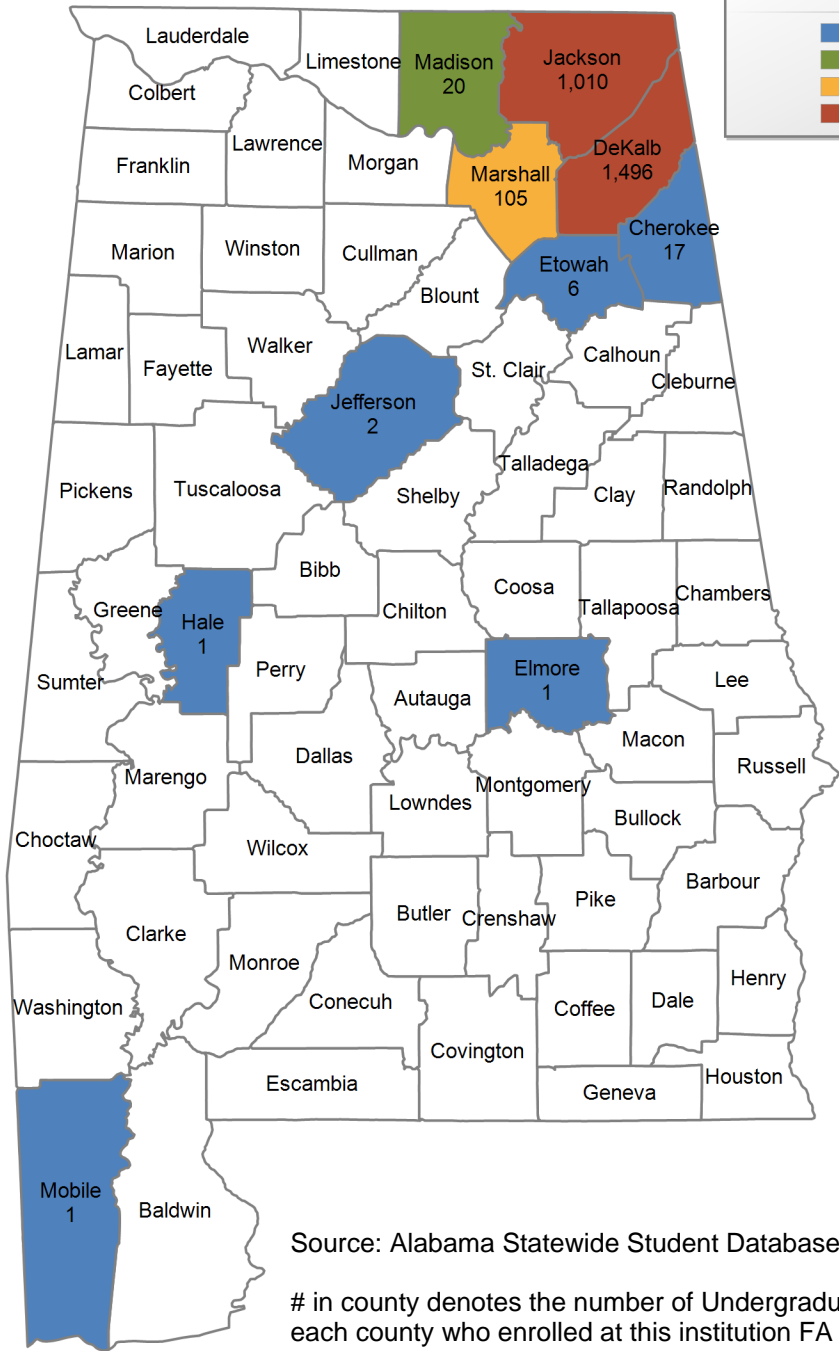 Lauderdale
Limestone
Madison
20
Jackson
1,010
Colbert
Lawrence
Franklin
Morgan
Marshall
105
DeKalb
1,496
Cherokee
17
Marion
Winston
Cullman
Etowah
6
Blount
Lamar
Fayette
Walker
St. Clair
Calhoun
Cleburne
Jefferson
2
Pickens
Tuscaloosa
Shelby
Talladega
Clay
Randolph
Bibb
Greene
Hale
1
Chilton
Coosa
Tallapoosa
Chambers
Sumter
Perry
Autauga
Elmore
1
Lee
Marengo
Dallas
Macon
Russell
Lowndes
Montgomery
Bullock
Choctaw
Wilcox
Barbour
Clarke
Butler
Crenshaw
Pike
Monroe
Henry
Washington
Conecuh
Coffee
Dale
Covington
Escambia
Geneva
Houston
Mobile
1
Baldwin
Source: Alabama Statewide Student Database
# in county denotes the number of Undergradu
each county who enrolled at this institution FA